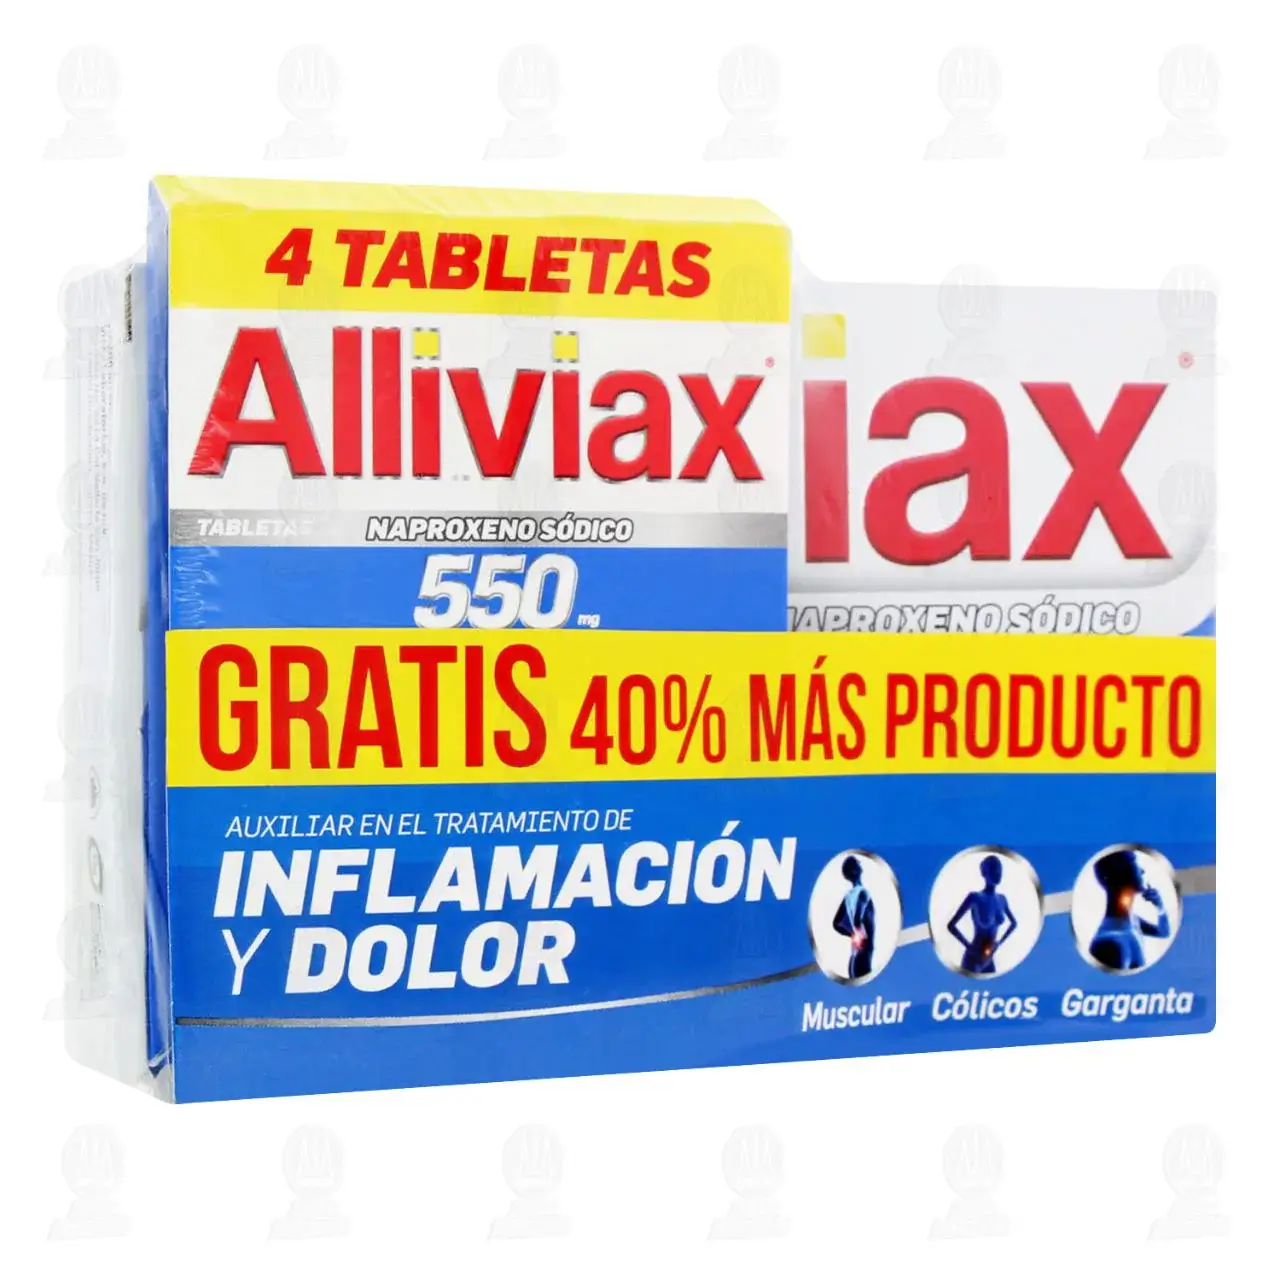 4 TABLETAS
Alliviax®
TABLETAS NAPROXENO SÓDICO
550 mg
iax®
NAPROXENO SÓDICO
GRATIS 40% MÁS PRODUCTO
AUXILIAR EN EL TRATAMIENTO DE
INFLAMACIÓN
Y DOLOR
Muscular Cólicos Garganta